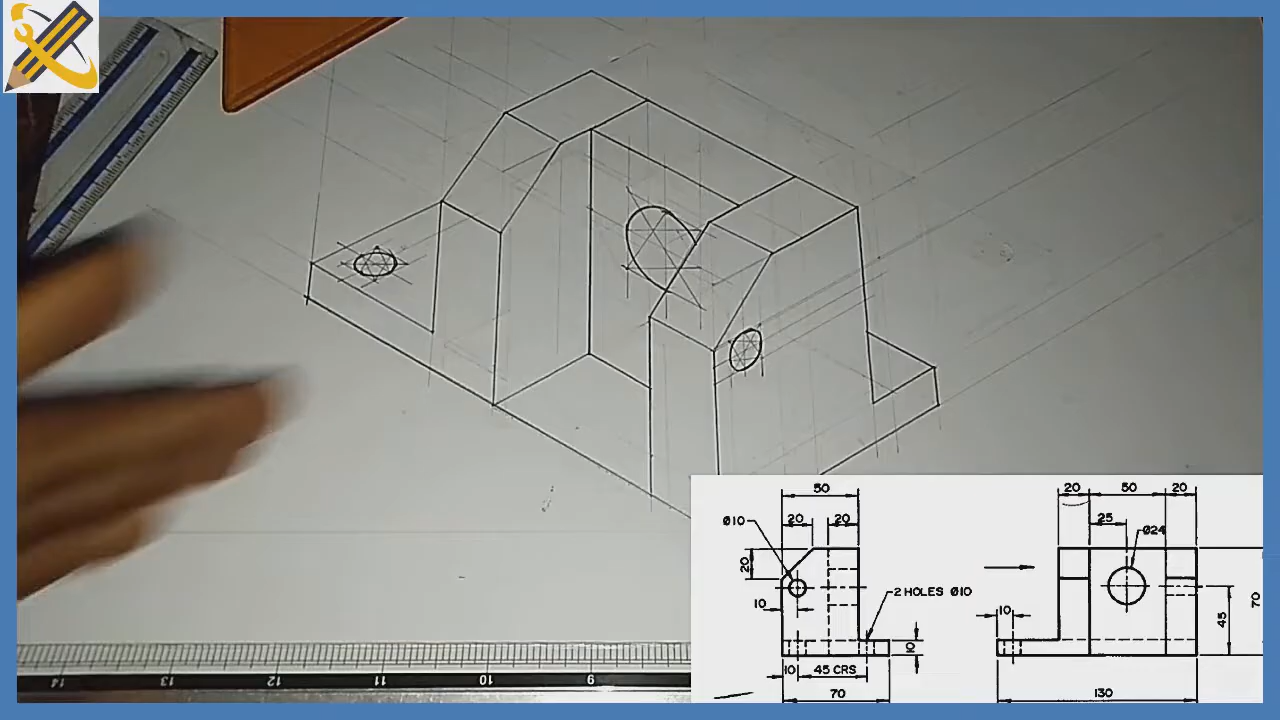 14 13 12 11 10 9
50 20 50 20
20 20 25
Ø10 Ø24
20
10 2 HOLES Ø10 10 45 70
10
10 45 CRS
70 130